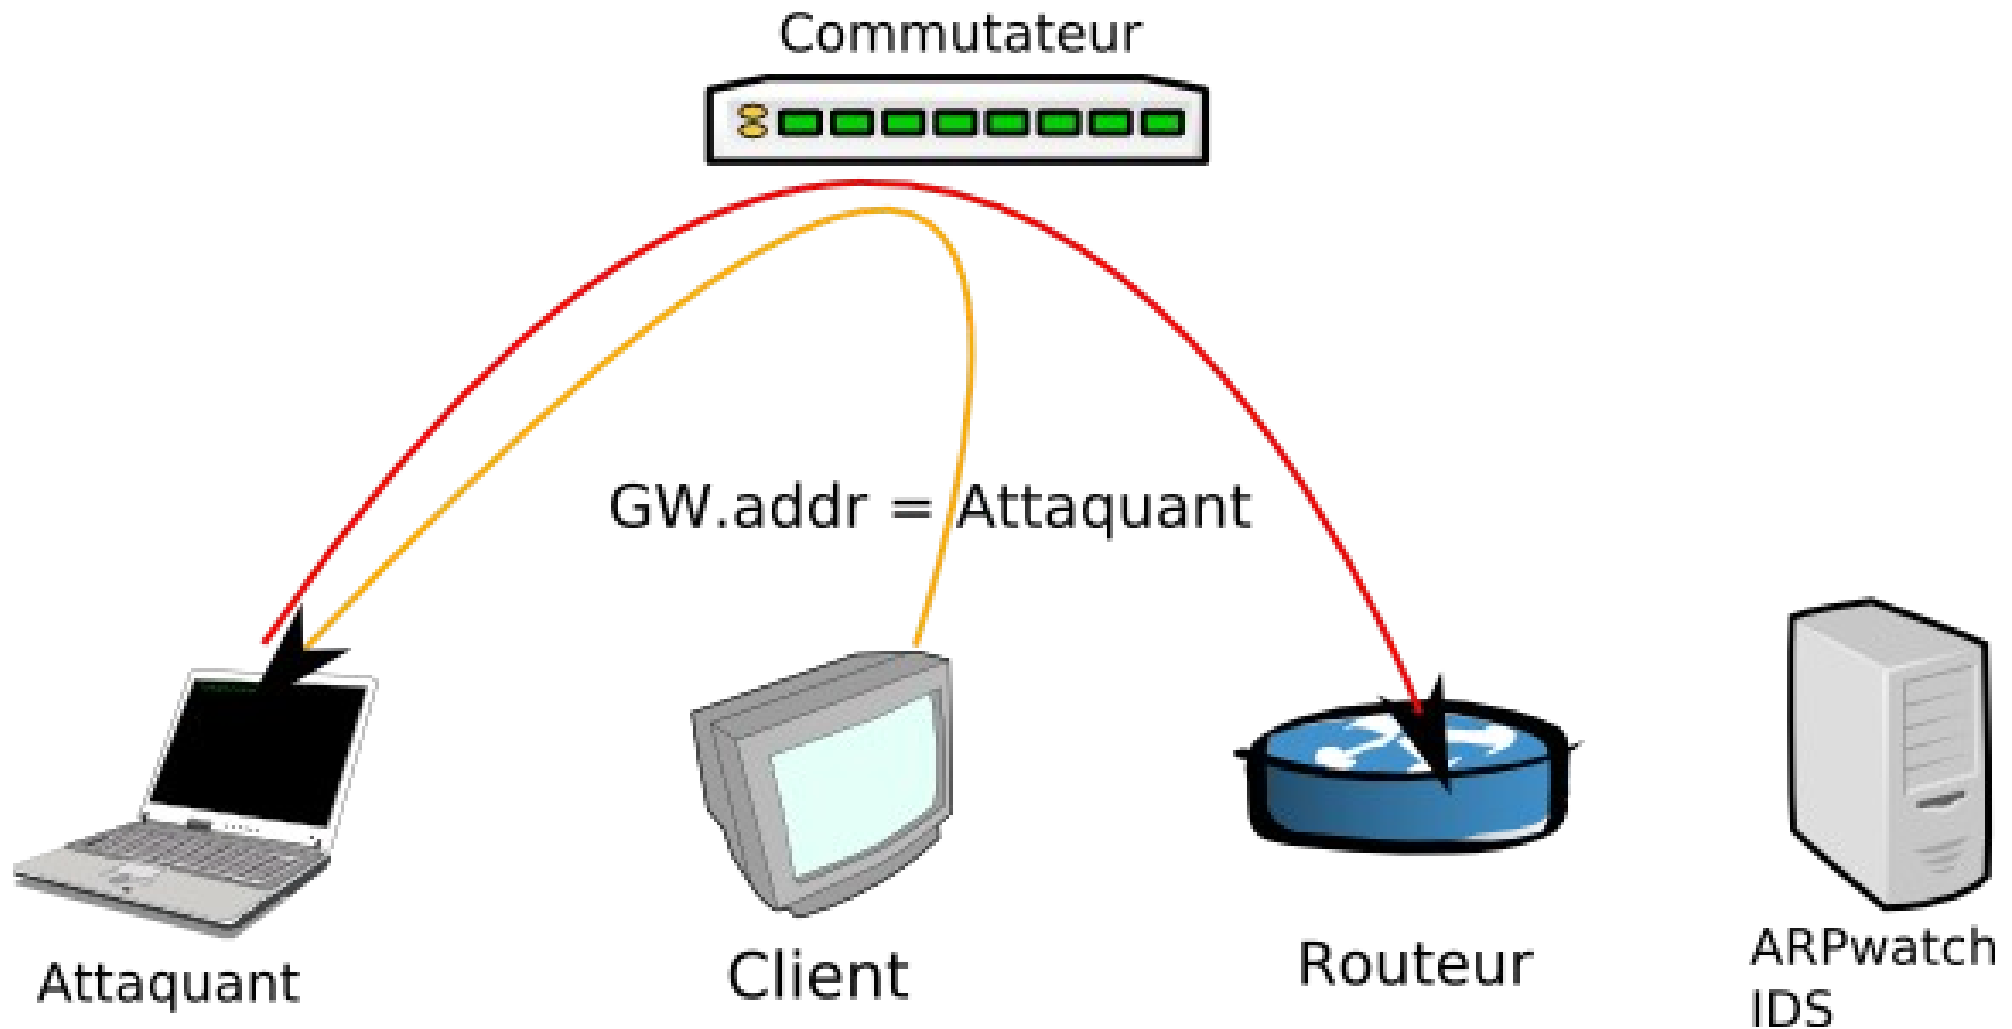 Commutateur
GW.addr = Attaquant
Attaquant
Client
Routeur
ARPwatch
IDS